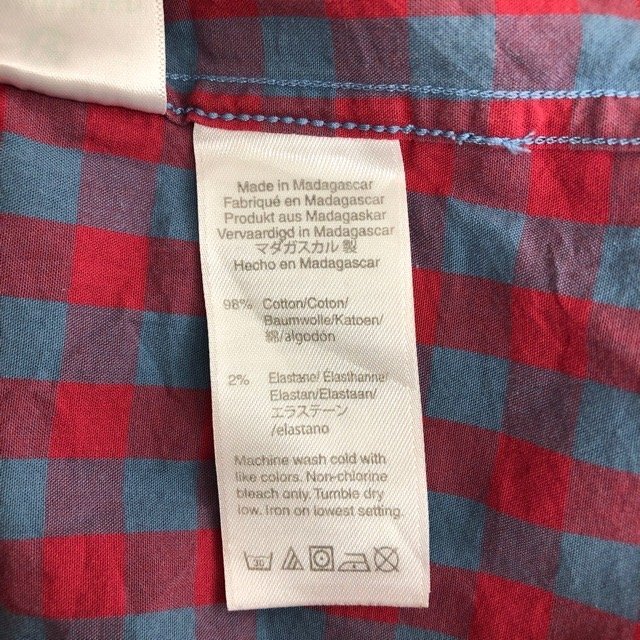 Made in Madagascar
Fabriqué en Madagascar
Produkt aus Madagaskar
Vervaardigd in Madagascar
マダガスカル 製
Hecho en Madagascar
98% Cotton/Coton/
Baumwolle/Katoen/
綿/algodón
2% Elastane/ Élasthanne/
Elastan/Elastaan/
エラステーン
/elastano
Machine wash cold with
like colors. Non-chlorine
bleach only. Tumble dry
low. Iron on lowest setting.
30